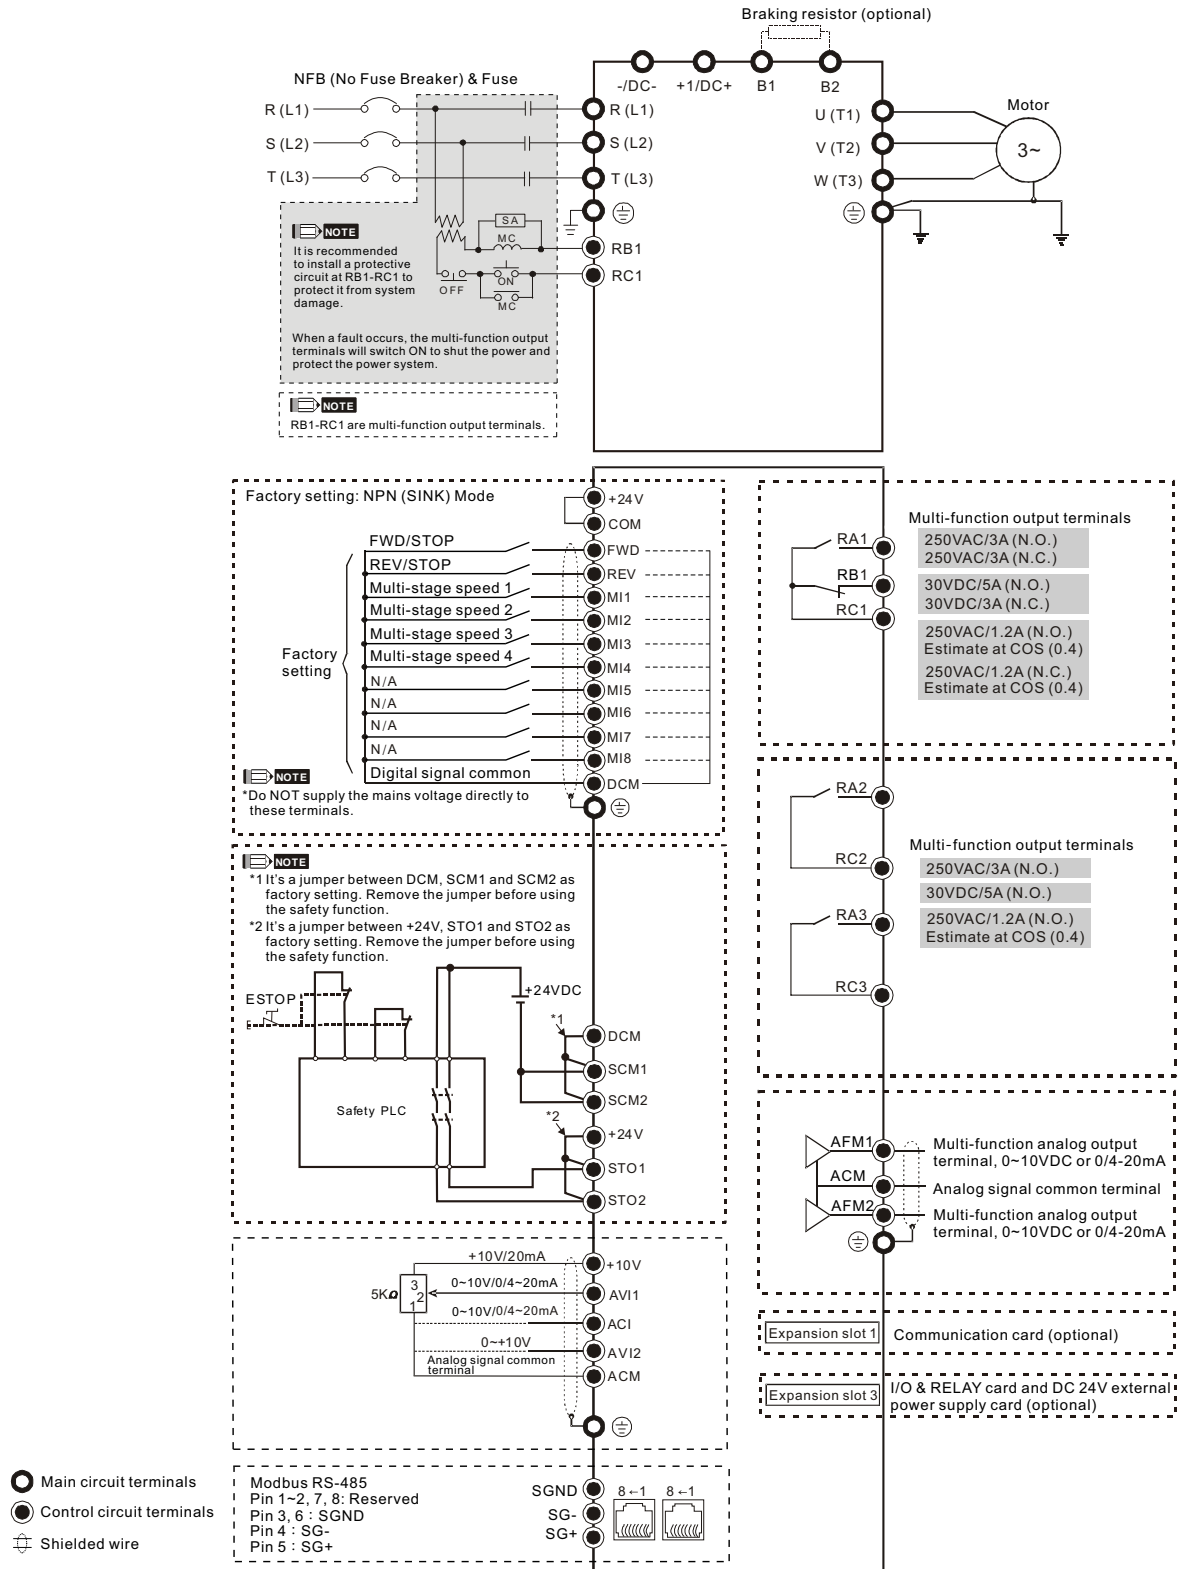 Braking resistor (optional)
NFB (No Fuse Breaker) & Fuse
-/DC-
+1/DC+
B1
B2
R (L1)
R (L1)
U (T1)
Motor
S (L2)
S (L2)
V (T2)
3~
T (L3)
T (L3)
W (T3)
NOTE
It is recommended
to install a protective
circuit at RB1-RC1 to
protect it from system
damage.
SA
MC
RB1
RC1
OFF
ON
MC
When a fault occurs, the multi-function output
terminals will switch ON to shut the power and
protect the power system.
NOTE
RB1-RC1 are multi-function output terminals.
Factory setting: NPN (SINK) Mode
+24V
COM
FWD/STOP
FWD
REV/STOP
REV
Multi-stage speed 1
MI1
Multi-stage speed 2
MI2
Multi-stage speed 3
MI3
Factory
setting
Multi-stage speed 4
MI4
N/A
MI5
N/A
MI6
N/A
MI7
N/A
MI8
Digital signal common
DCM
NOTE
*Do NOT supply the mains voltage directly to
these terminals.
Multi-function output terminals
RA1
250VAC/3A (N.O.)
250VAC/3A (N.C.)
RB1
30VDC/5A (N.O.)
30VDC/3A (N.C.)
RC1
250VAC/1.2A (N.O.)
Estimate at COS (0.4)
250VAC/1.2A (N.C.)
Estimate at COS (0.4)
RA2
RC2
Multi-function output terminals
250VAC/3A (N.O.)
30VDC/5A (N.O.)
RA3
250VAC/1.2A (N.O.)
Estimate at COS (0.4)
RC3
NOTE
*1 It's a jumper between DCM, SCM1 and SCM2 as
factory setting. Remove the jumper before using
the safety function.
*2 It's a jumper between +24V, STO1 and STO2 as
factory setting. Remove the jumper before using
the safety function.
ESTOP
+24VDC
*1
DCM
SCM1
SCM2
Safety PLC
*2
+24V
STO1
STO2
AFM1
Multi-function analog output
terminal, 0~10VDC or 0/4-20mA
ACM
Analog signal common terminal
AFM2
Multi-function analog output
terminal, 0~10VDC or 0/4-20mA
+10V/20mA
+10V
5KΩ
3
2
1
0~10V/0/4~20mA
AVI1
0~10V/0/4~20mA
ACI
0~+10V
AVI2
Analog signal common
terminal
ACM
Expansion slot 1
Communication card (optional)
Expansion slot 3
I/O & RELAY card and DC 24V external
power supply card (optional)
Main circuit terminals
Control circuit terminals
Shielded wire
Modbus RS-485
Pin 1~2, 7, 8: Reserved
Pin 3, 6 : SGND
Pin 4 : SG-
Pin 5 : SG+
SGND
SG-
SG+
8←1
8←1